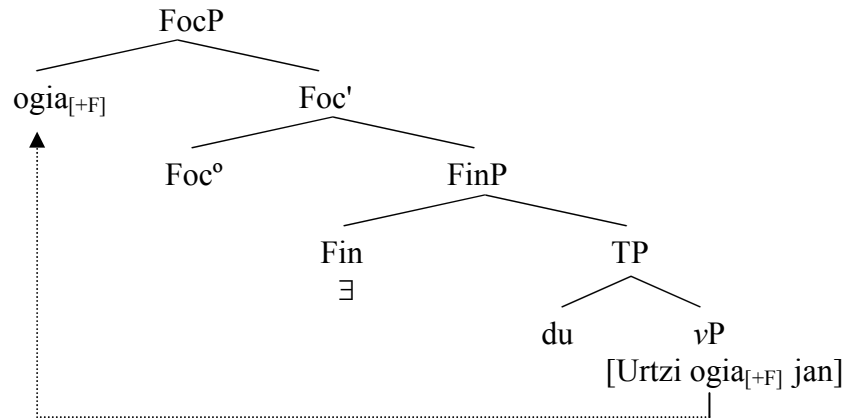 FocP
ogia[+F] Foc'
Focº FinP
Fin TP
∃
du vP
[Urtzi ogia[+F] jan]